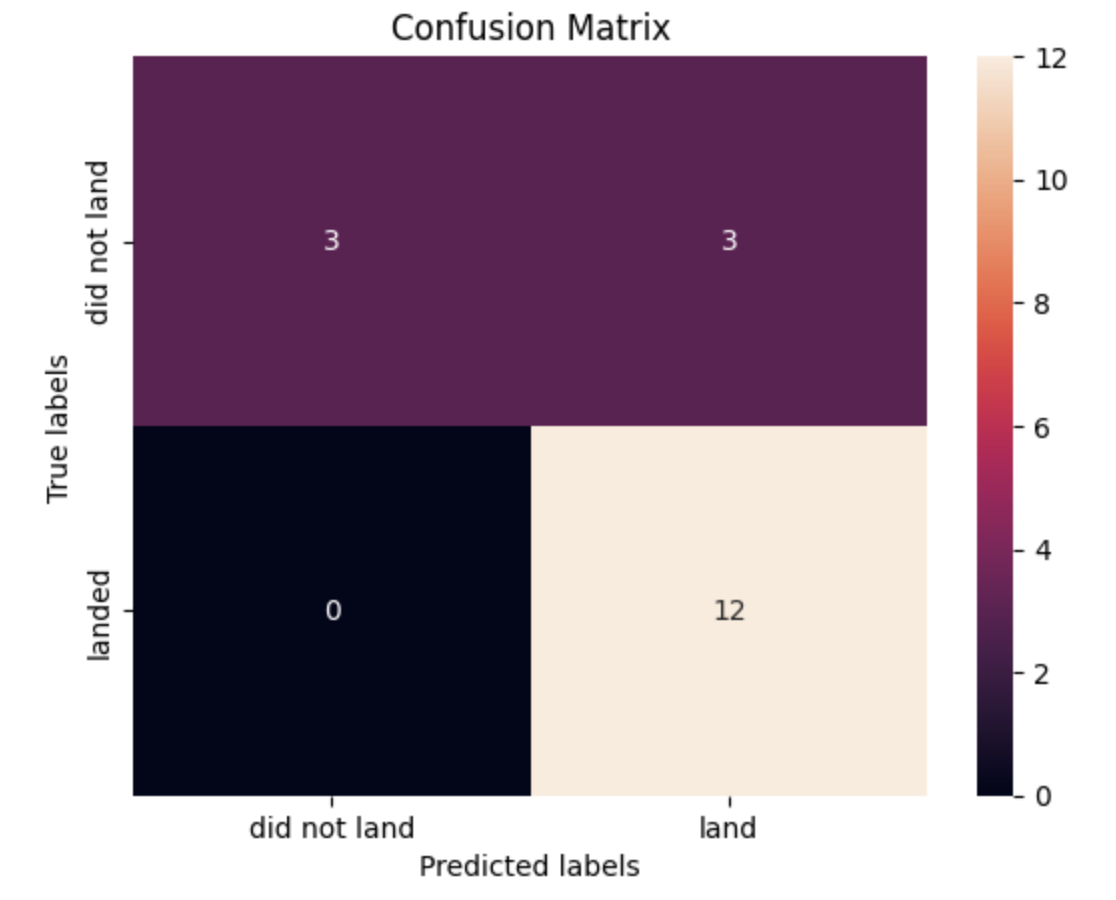 Confusion Matrix
True labels
did not land
landed
3
3
0
12
did not land
land
Predicted labels
12
10
8
6
4
2
0